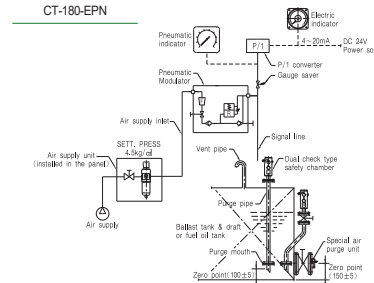 CT-180-EPN
Pneumatic
indicator
Electric
indicator
P/1
4~20mA
DC 24V
Power so
P/1 converter
Gauge saver
Pneumatic
Modulator
Air supply inlet
Signal line
SETT. PRESS
4.5kg/㎠
Vent pipe
Dual check type
safety chamber
Air supply unit
(installed in the panel)
Purge pipe
Air supply
Ballast tank & draft
or fuel oil tank
Special air
purge unit
Purge mouth
Zero point(100±5)
Zero point
(150±5)